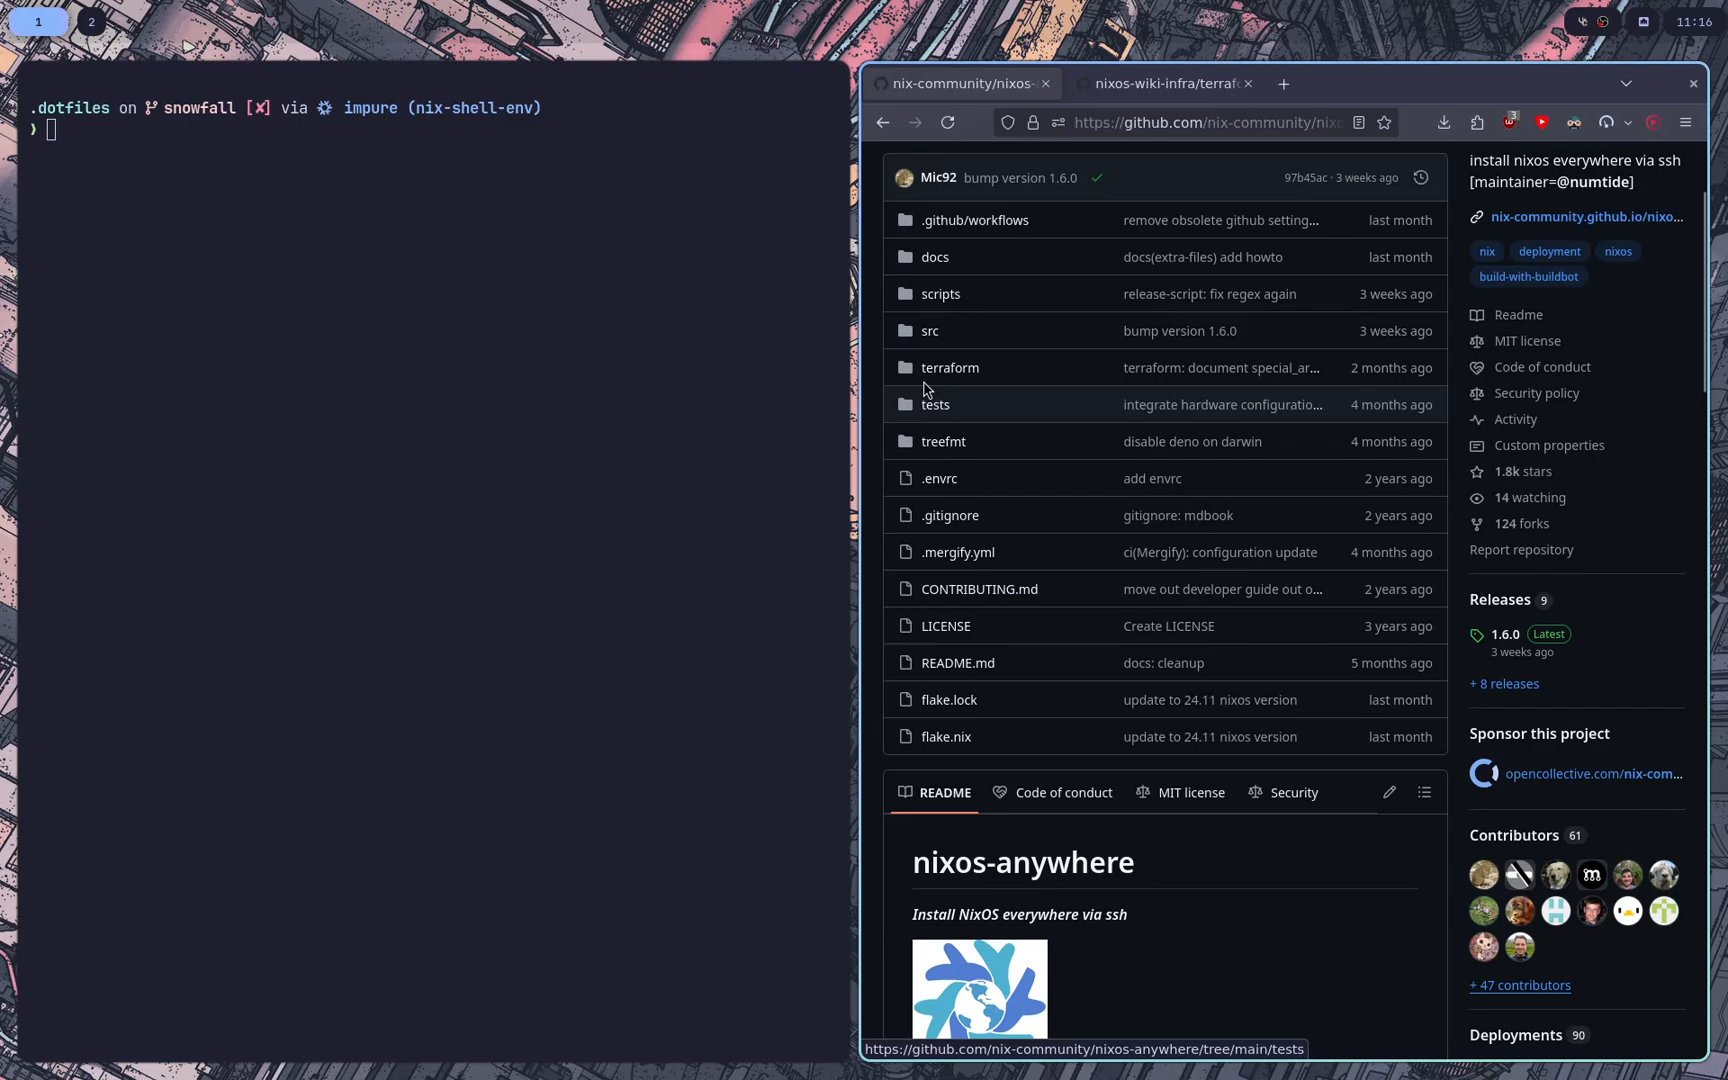 1
2
11:16
.dotfiles on snowfall [✘] via impure (nix-shell-env)
❯
nix-community/nixos-
nixos-wiki-infra/terraf
https://github.com/nix-community/nixo
3
Mic92 bump version 1.6.0
97b45ac · 3 weeks ago
.github/workflows remove obsolete github setting... last month
docs docs(extra-files) add howto last month
scripts release-script: fix regex again 3 weeks ago
src bump version 1.6.0 3 weeks ago
terraform terraform: document special_ar... 2 months ago
tests integrate hardware configuratio... 4 months ago
treefmt disable deno on darwin 4 months ago
.envrc add envrc 2 years ago
.gitignore gitignore: mdbook 2 years ago
.mergify.yml ci(Mergify): configuration update 4 months ago
CONTRIBUTING.md move out developer guide out o... 2 years ago
LICENSE Create LICENSE 3 years ago
README.md docs: cleanup 5 months ago
flake.lock update to 24.11 nixos version last month
flake.nix update to 24.11 nixos version last month
README Code of conduct MIT license Security
nixos-anywhere
Install NixOS everywhere via ssh
install nixos everywhere via ssh
[maintainer=@numtide]
nix-community.github.io/nixo...
nix deployment nixos
build-with-buildbot
Readme
MIT license
Code of conduct
Security policy
Activity
Custom properties
1.8k stars
14 watching
124 forks
Report repository
Releases 9
1.6.0 Latest
3 weeks ago
+ 8 releases
Sponsor this project
opencollective.com/nix-com...
Contributors 61
+ 47 contributors
Deployments 90
https://github.com/nix-community/nixos-anywhere/tree/main/tests